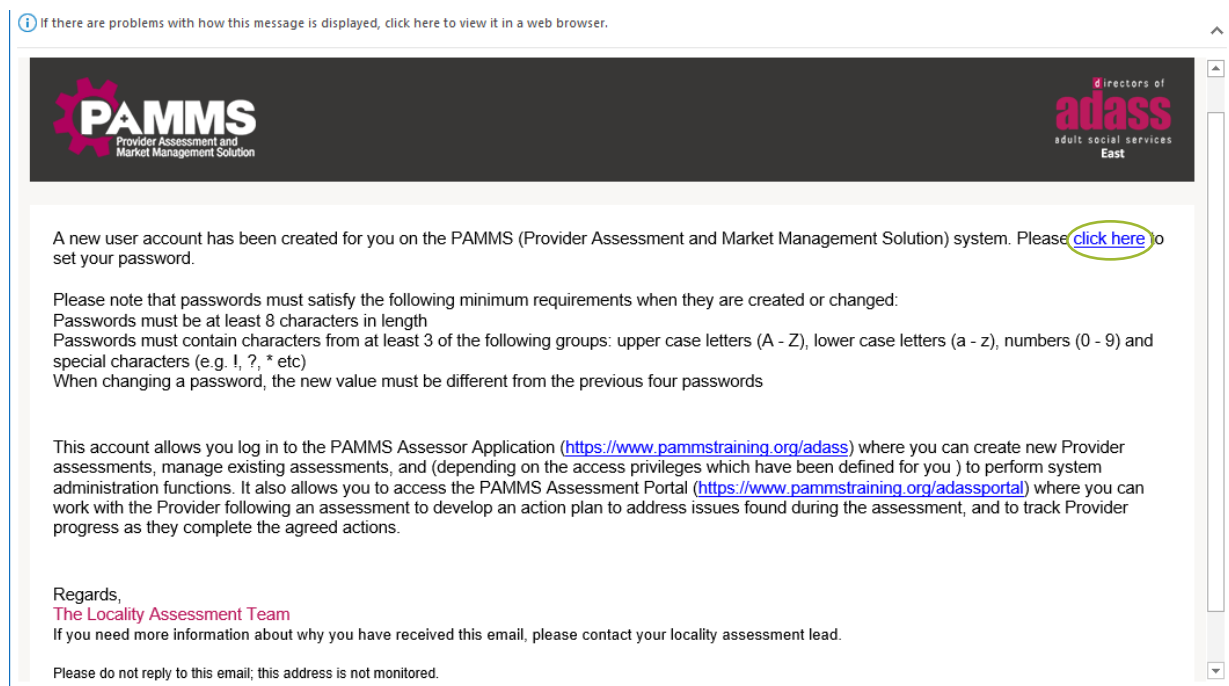 If there are problems with how this message is displayed, click here to view it in a web browser.
PAMMS
Provider Assessment and
Market Management Solution
directors of
adass
adult social services
East
A new user account has been created for you on the PAMMS (Provider Assessment and Market Management Solution) system. Please click here to
set your password.
Please note that passwords must satisfy the following minimum requirements when they are created or changed:
Passwords must be at least 8 characters in length
Passwords must contain characters from at least 3 of the following groups: upper case letters (A - Z), lower case letters (a - z), numbers (0 - 9) and
special characters (e.g. !, ?, * etc)
When changing a password, the new value must be different from the previous four passwords
This account allows you log in to the PAMMS Assessor Application (https://www.pammstraining.org/adass) where you can create new Provider
assessments, manage existing assessments, and (depending on the access privileges which have been defined for you ) to perform system
administration functions. It also allows you to access the PAMMS Assessment Portal (https://www.pammstraining.org/adassportal) where you can
work with the Provider following an assessment to develop an action plan to address issues found during the assessment, and to track Provider
progress as they complete the agreed actions.
Regards,
The Locality Assessment Team
If you need more information about why you have received this email, please contact your locality assessment lead.
Please do not reply to this email; this address is not monitored.